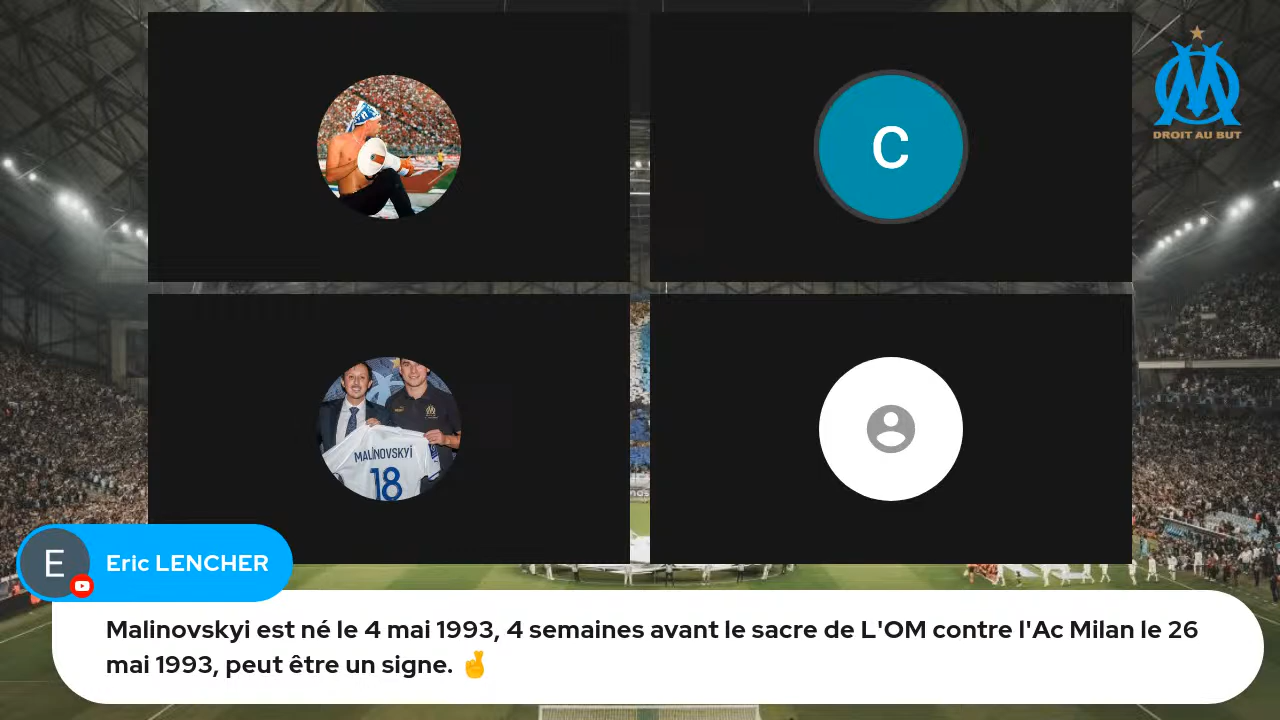 DROIT AU BUT
C
MALINOVSKYI
18
E
Eric LENCHER
Malinovskyi est né le 4 mai 1993, 4 semaines avant le sacre de L'OM contre l'Ac Milan le 26
mai 1993, peut être un signe. 🤞